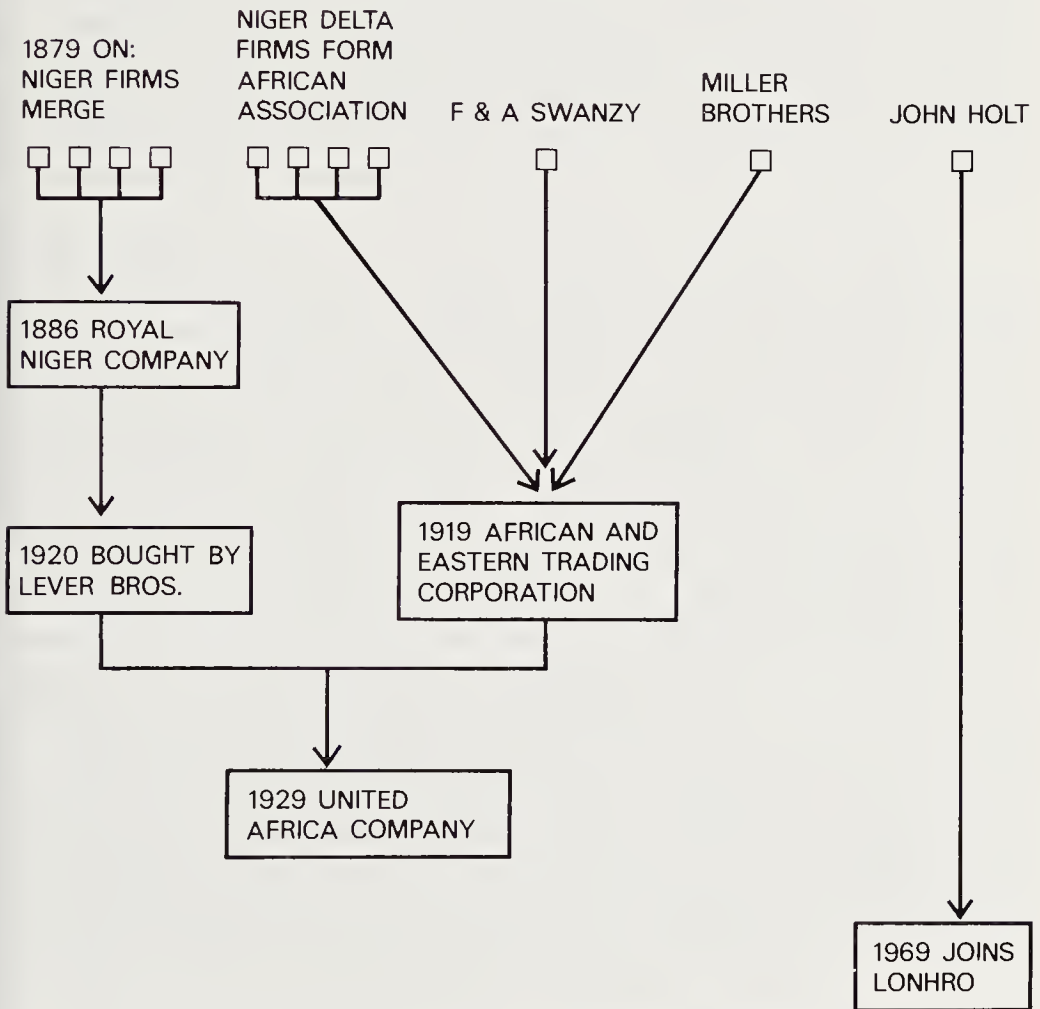 1879 ON:
NIGER FIRMS
MERGE
NIGER DELTA
FIRMS FORM
AFRICAN
ASSOCIATION
F & A SWANZY
MILLER
BROTHERS
JOHN HOLT
1886 ROYAL
NIGER COMPANY
1920 BOUGHT BY
LEVER BROS.
1919 AFRICAN AND
EASTERN TRADING
CORPORATION
1929 UNITED
AFRICA COMPANY
1969 JOINS
LONHRO